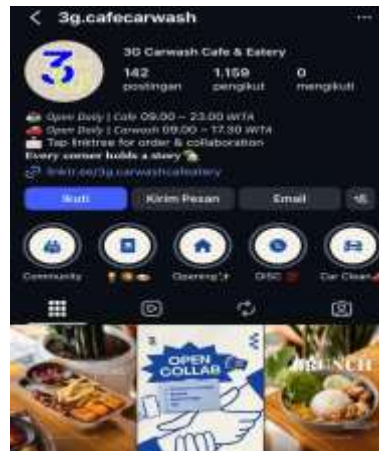 3g.cafecarwash
3G
3G Carwash Cafe & Eatery
142 1.159 0
postingan pengikut mengikuti
Open Daily | Cafe 09.00 – 23.00 WITA
Open Daily | Carwash 09.00 – 17.30 WITA
Tap linktree for order & collaboration
Every corner holds a story
linktr.ee/3g.carwashcafeatery
Ikuti Kirim Pesan Email
Community Opening DISC Car Clean
OPEN
COLLAB
BRUNCH